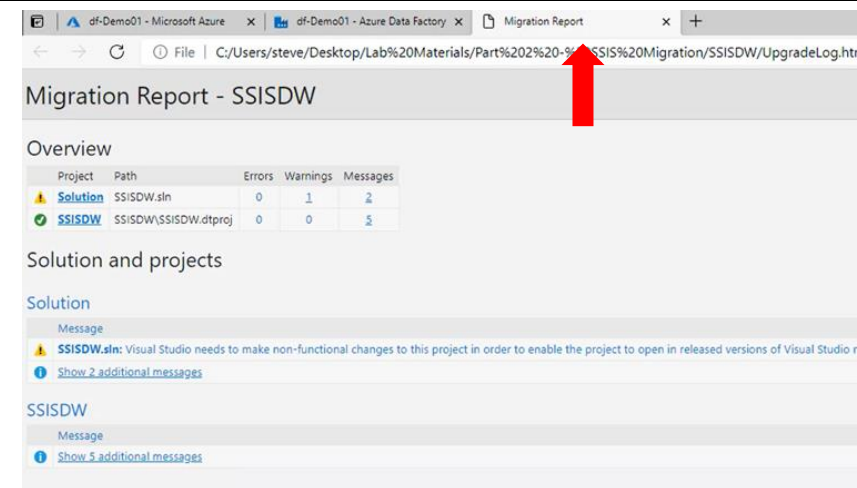 df-Demo01 - Microsoft Azure df-Demo01 - Azure Data Factory Migration Report
File | C:/Users/steve/Desktop/Lab%20Materials/Part%202%20-%20SSIS%20Migration/SSISDW/UpgradeLog.htm
Migration Report - SSISDW
Overview
Project Path Errors Warnings Messages
Solution SSISDW.sln 0 1 2
SSISDW SSISDW\SSISDW.dtproj 0 0 5
Solution and projects
Solution
Message
SSISDW.sln: Visual Studio needs to make non-functional changes to this project in order to enable the project to open in released versions of Visual Studio
Show 2 additional messages
SSISDW
Message
Show 5 additional messages